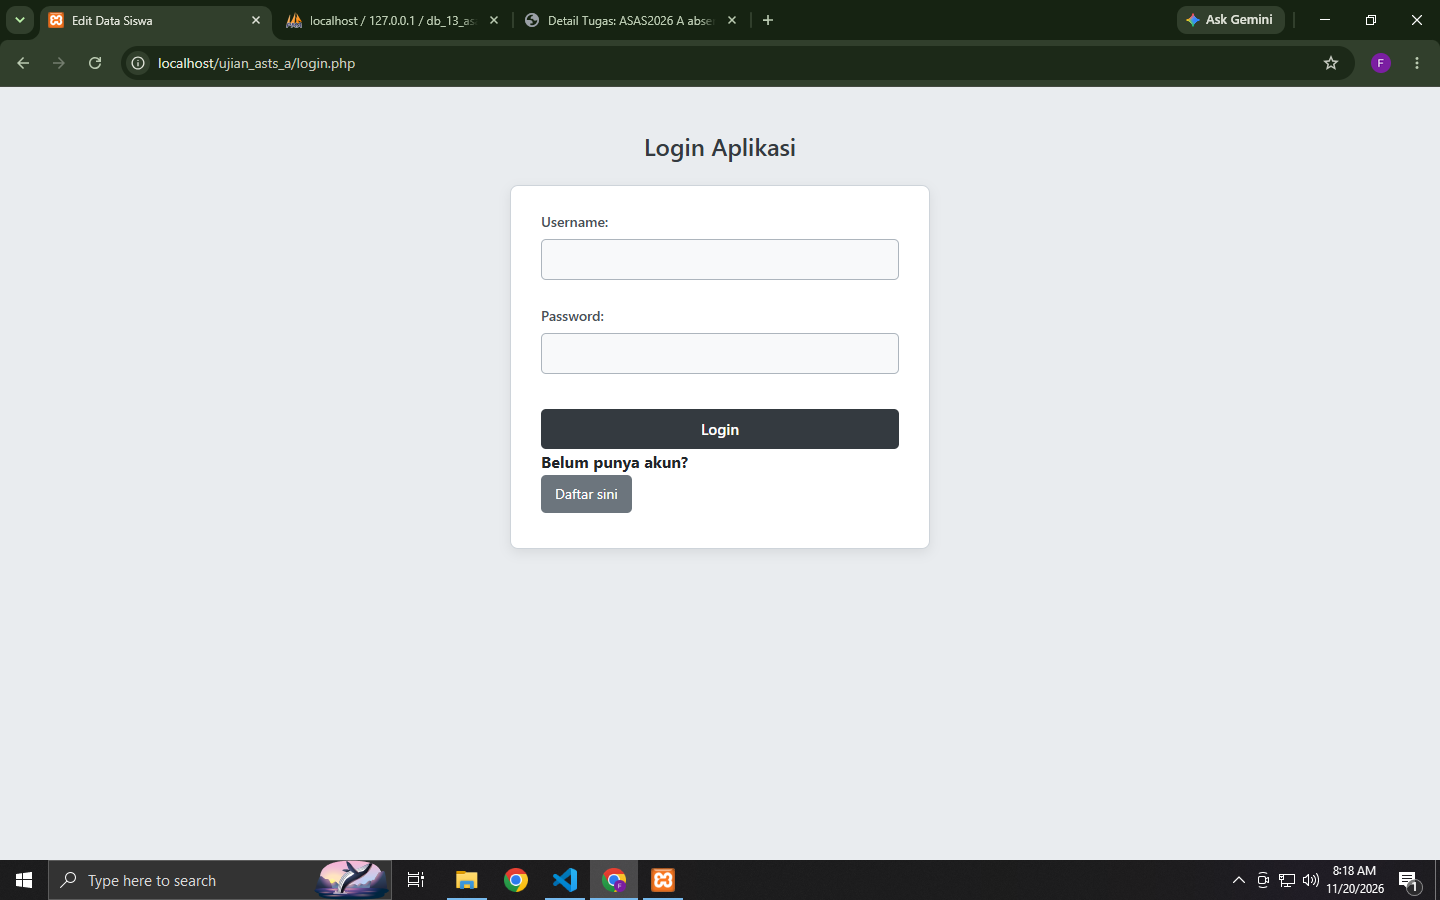 Edit Data Siswa
localhost / 127.0.0.1 / db_13_asa
Detail Tugas: ASAS2026 A abse
Ask Gemini
localhost/ujian_asts_a/login.php
F
Login Aplikasi
Username:
Password:
Login
Belum punya akun?
Daftar sini
Type here to search
F
8:18 AM
11/20/2026
1